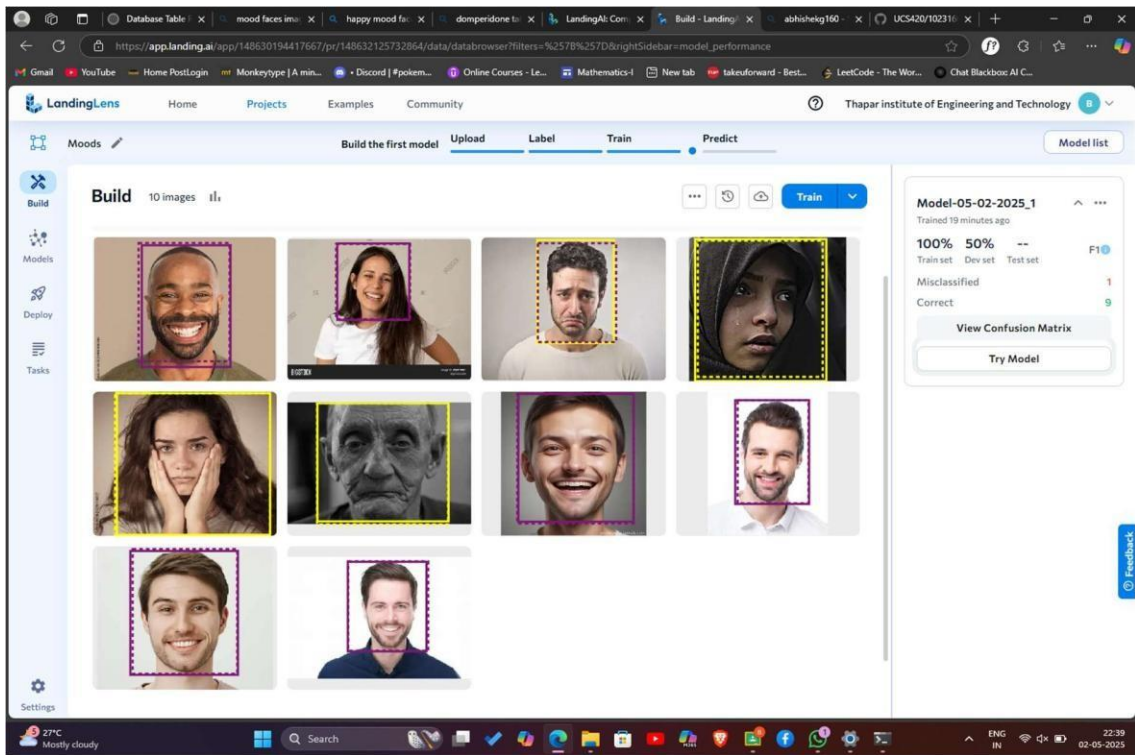 Database Table F
mood faces ima
happy mood fac
domperidone ta
LandingAI: Com
Build - Landing
abhishekg160 -
UCS420/102316
https://app.landing.ai/app/148630194417667/pr/148632125732864/data/databrowser?filters=%257B%257D&rightSidebar=model_performance
Gmail
YouTube
Home PostLogin
Monkeytype | A min...
• Discord | #pokem...
Online Courses - Le...
Mathematics-I
New tab
takeuforward - Best...
LeetCode - The Wor...
Chat Blackbox: AI C...
LandingLens
Home
Projects
Examples
Community
Thapar institute of Engineering and Technology
B
Moods
Build the first model
Upload
Label
Train
Predict
Model list
Build
Models
Deploy
Tasks
Settings
Build
10 images
Train
BIGSTOCK
Model-05-02-2025_1
Trained 19 minutes ago
100% 50% --
F1
Train set Dev set Test set
Misclassified 1
Correct 9
View Confusion Matrix
Try Model
Feedback
5
27°C
Mostly cloudy
Search
ENG
IN
22:39
02-05-2025